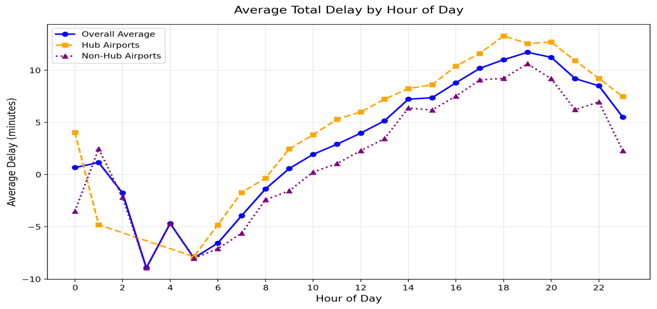 Average Total Delay by Hour of Day
Overall Average
Hub Airports
Non-Hub Airports
Average Delay (minutes)
10
5
0
−5
−10
0 2 4 6 8 10 12 14 16 18 20 22
Hour of Day